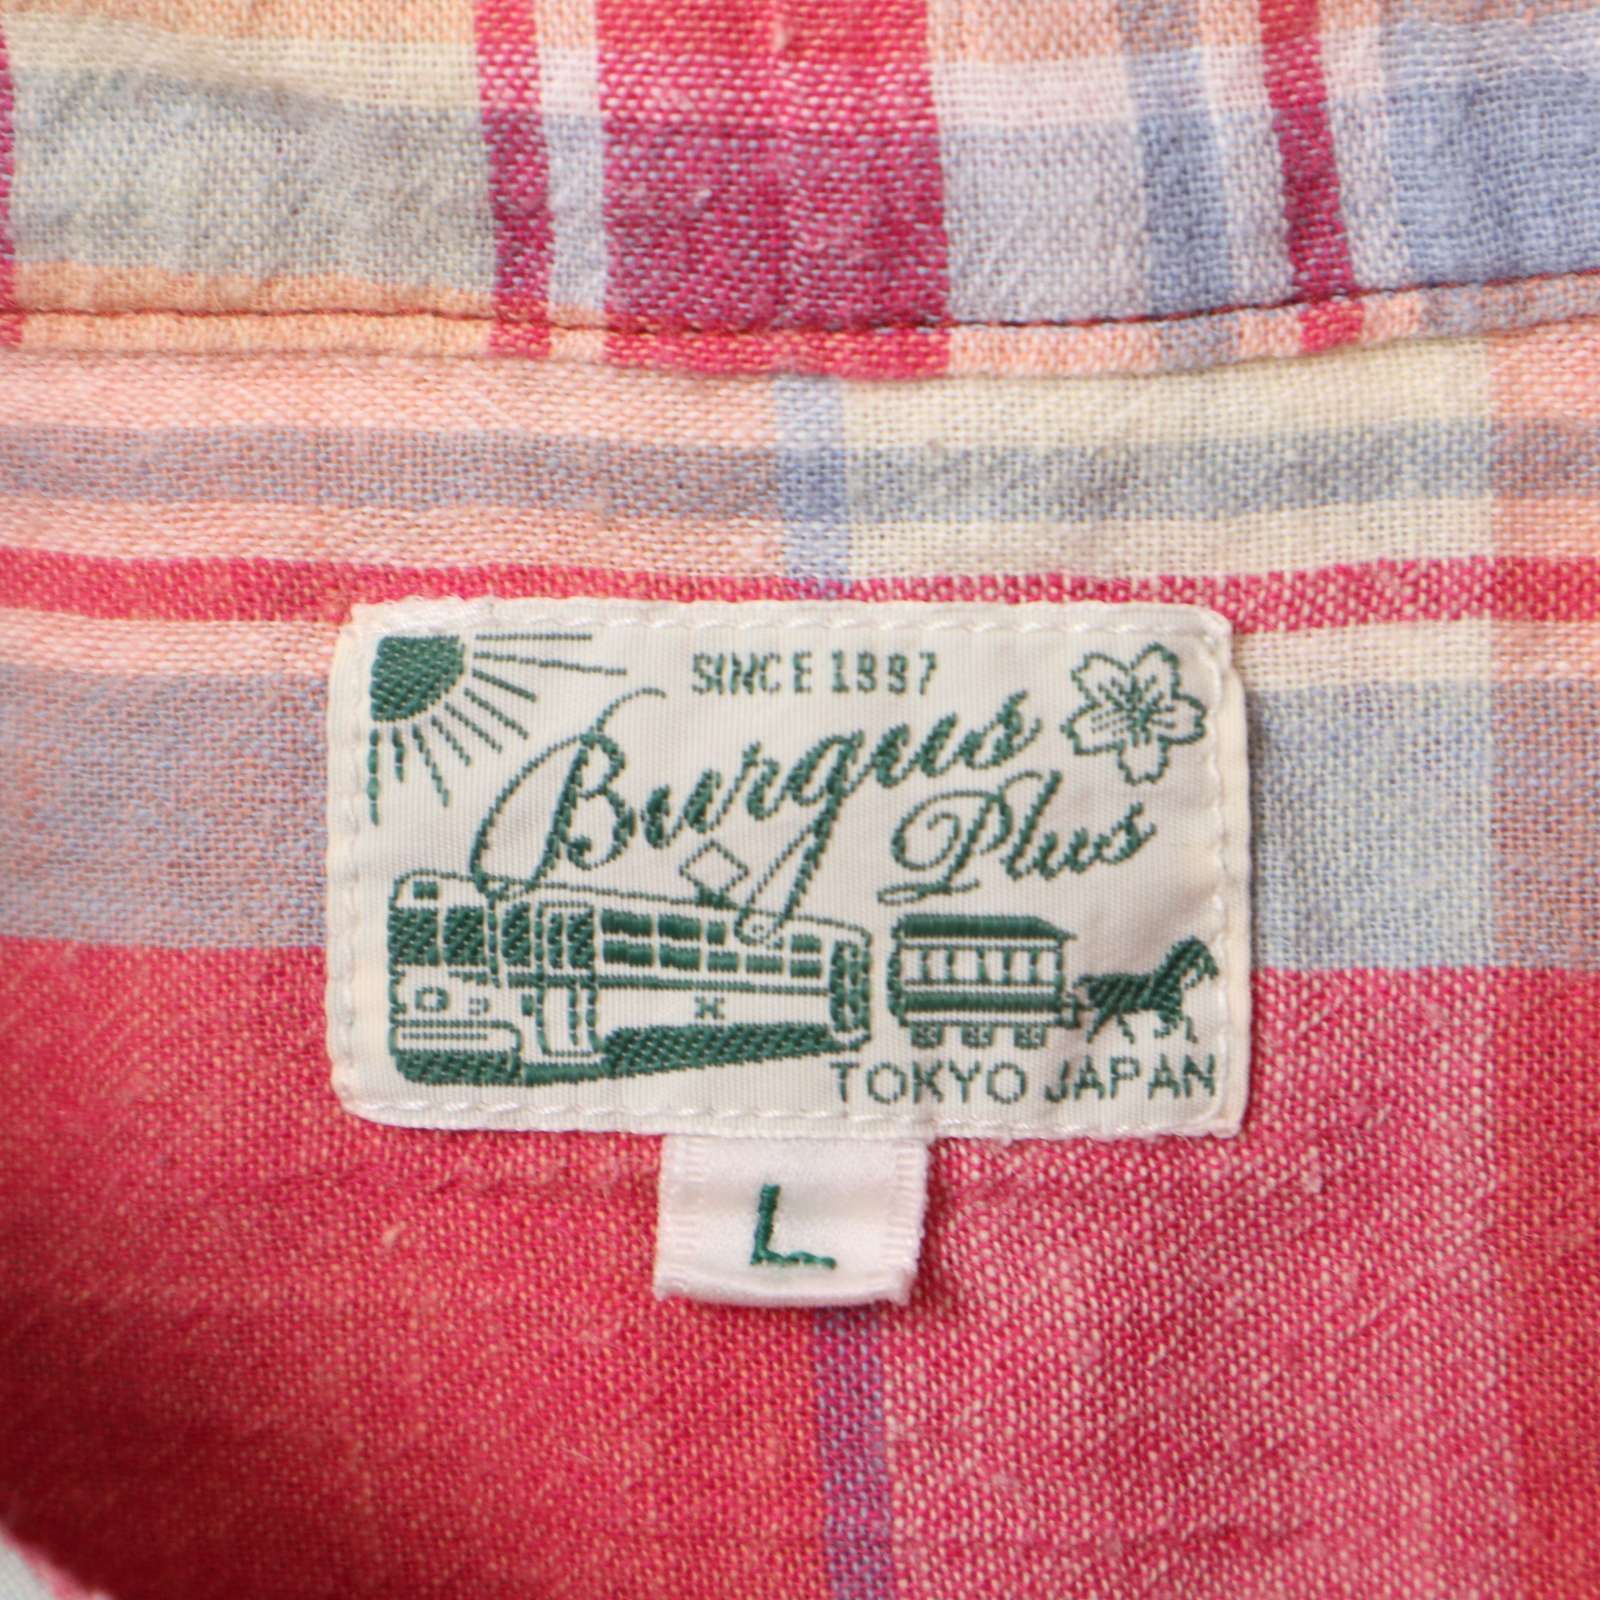 SINCE 1997
Burgus
Plus
TOKYO JAPAN
L